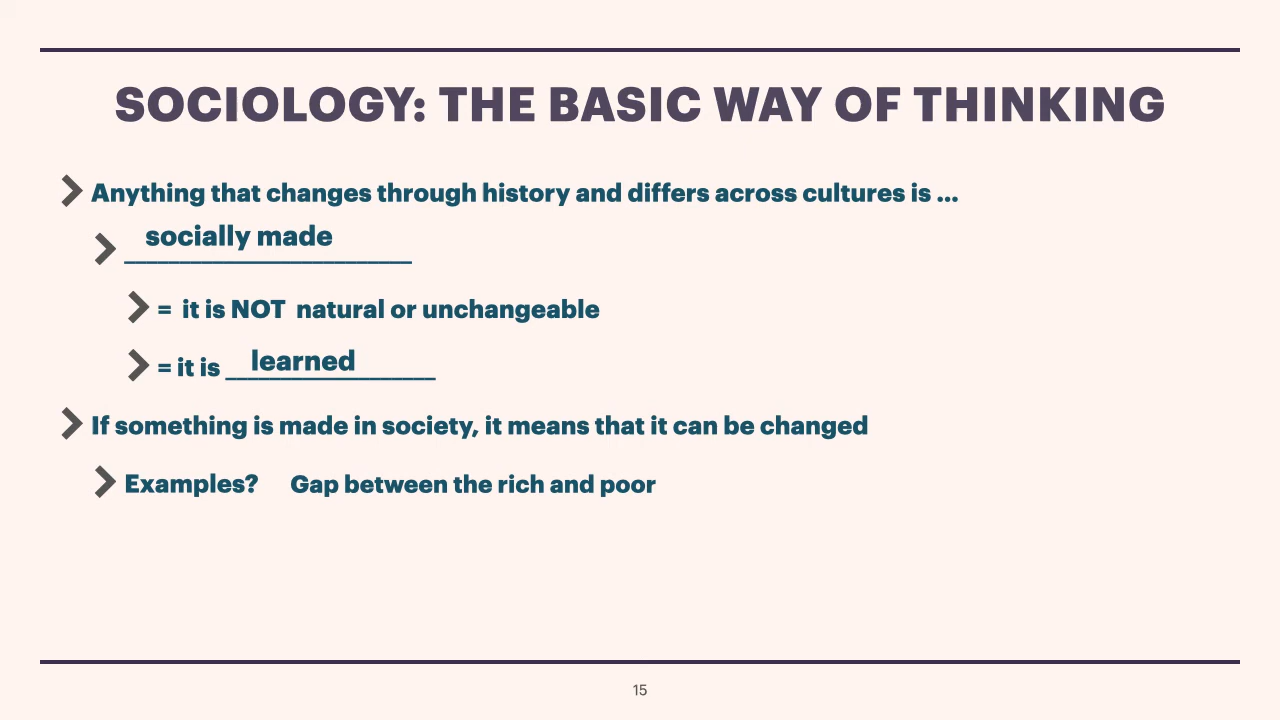 SOCIOLOGY: THE BASIC WAY OF THINKING
Anything that changes through history and differs across cultures is ...
socially made
= it is NOT natural or unchangeable
= it is learned
If something is made in society, it means that it can be changed
Examples? Gap between the rich and poor
15